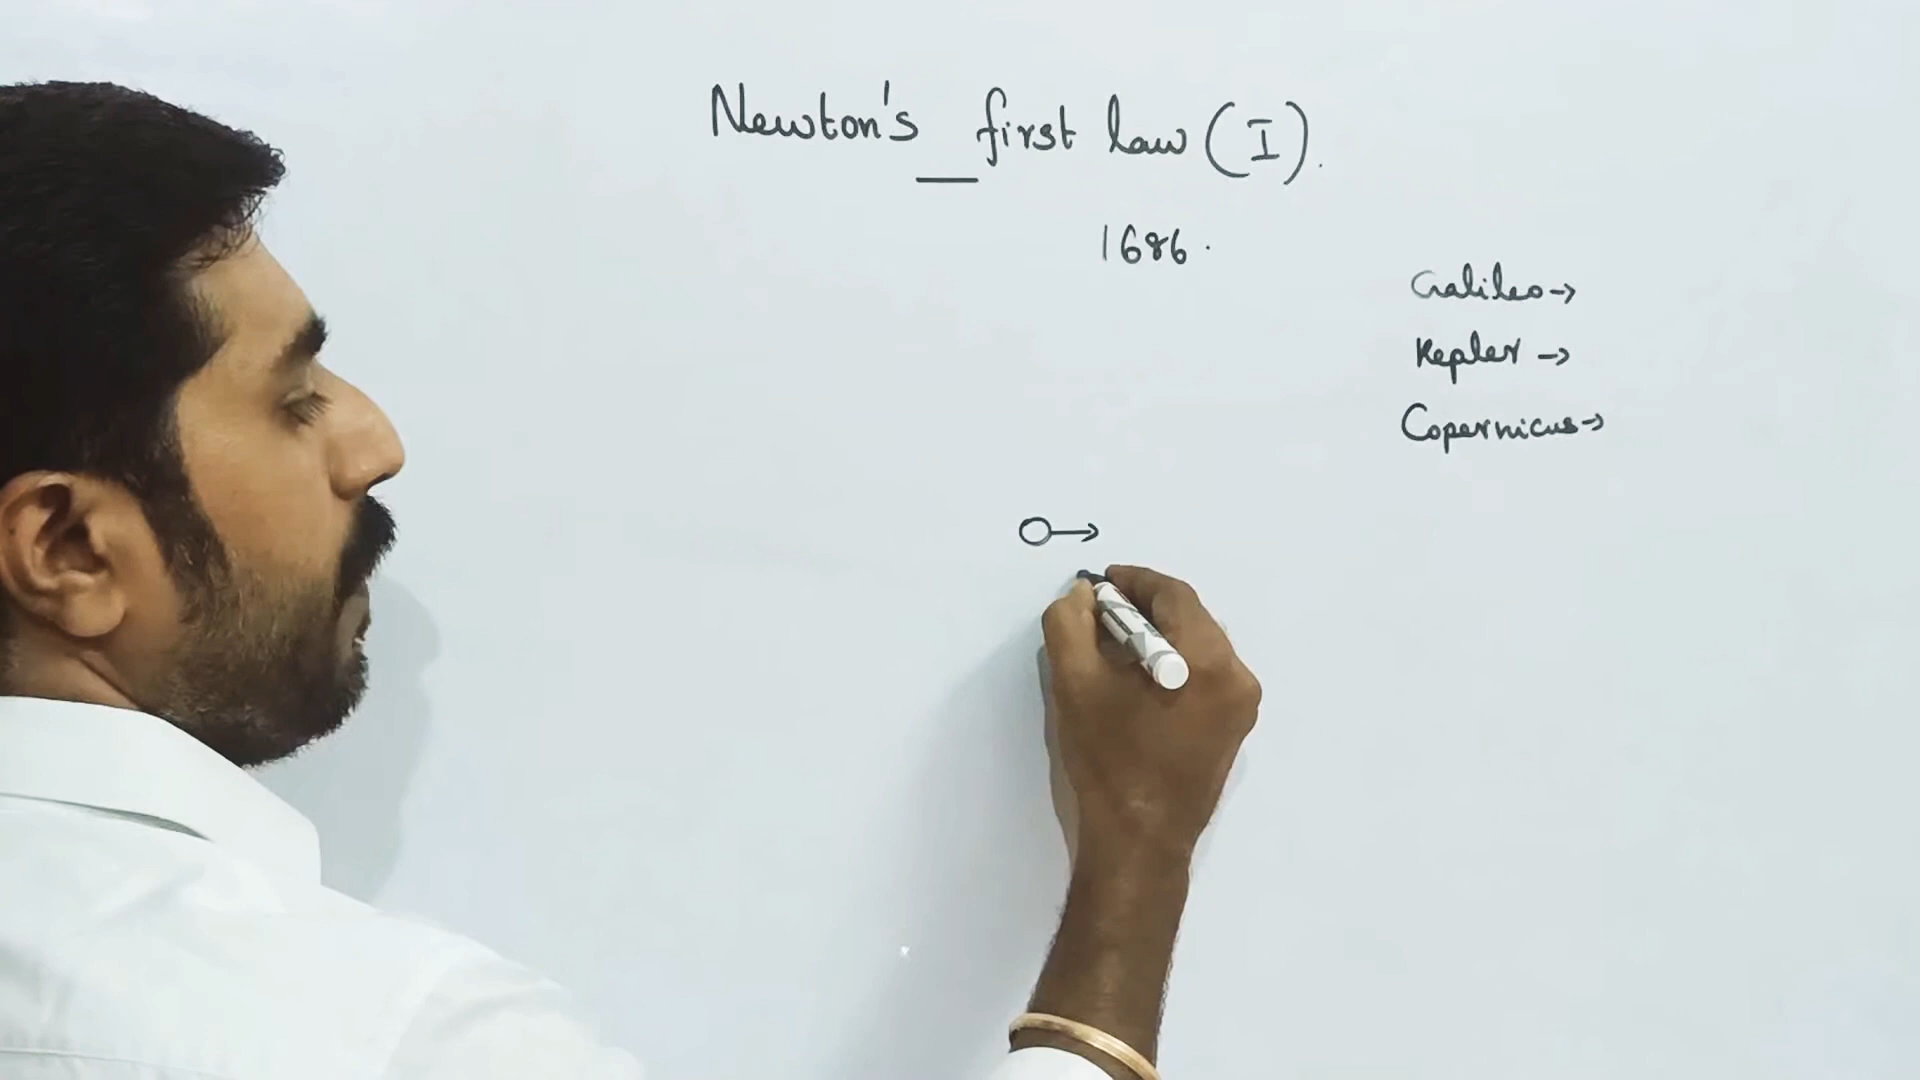 Newton's first law (I).
1686.
Galileo→
Kepler →
Copernicus→